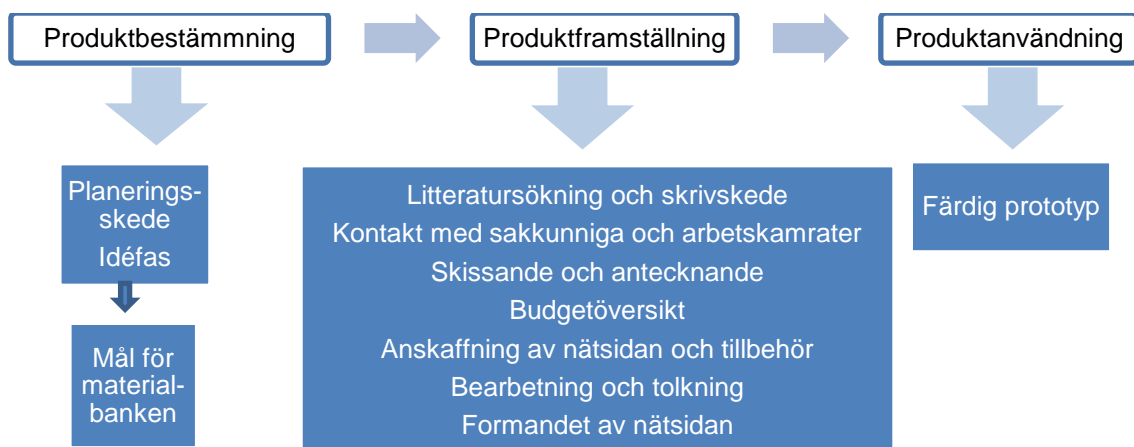 Produktbestämmning
Produktframställning
Produktanvändning
Planerings-
skede
Idéfas
Mål för
material-
banken
Litteratursökning och skrivskede
Kontakt med sakkunniga och arbetskamrater
Skissande och antecknande
Budgetöversikt
Anskaffning av nätsidan och tillbehör
Bearbetning och tolkning
Formandet av nätsidan
Färdig prototyp